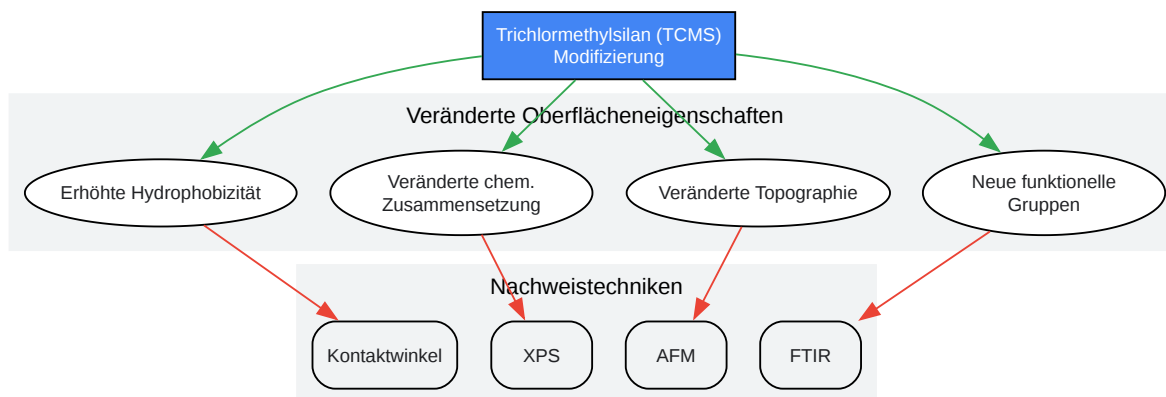 Trichlormethylsilan (TCMS)
Modifizierung
Veränderte Oberflächeneigenschaften
Erhöhte Hydrophobizität
Veränderte chem.
Zusammensetzung
Veränderte Topographie
Neue funktionelle
Gruppen
Nachweistechniken
Kontaktwinkel
XPS
AFM
FTIR